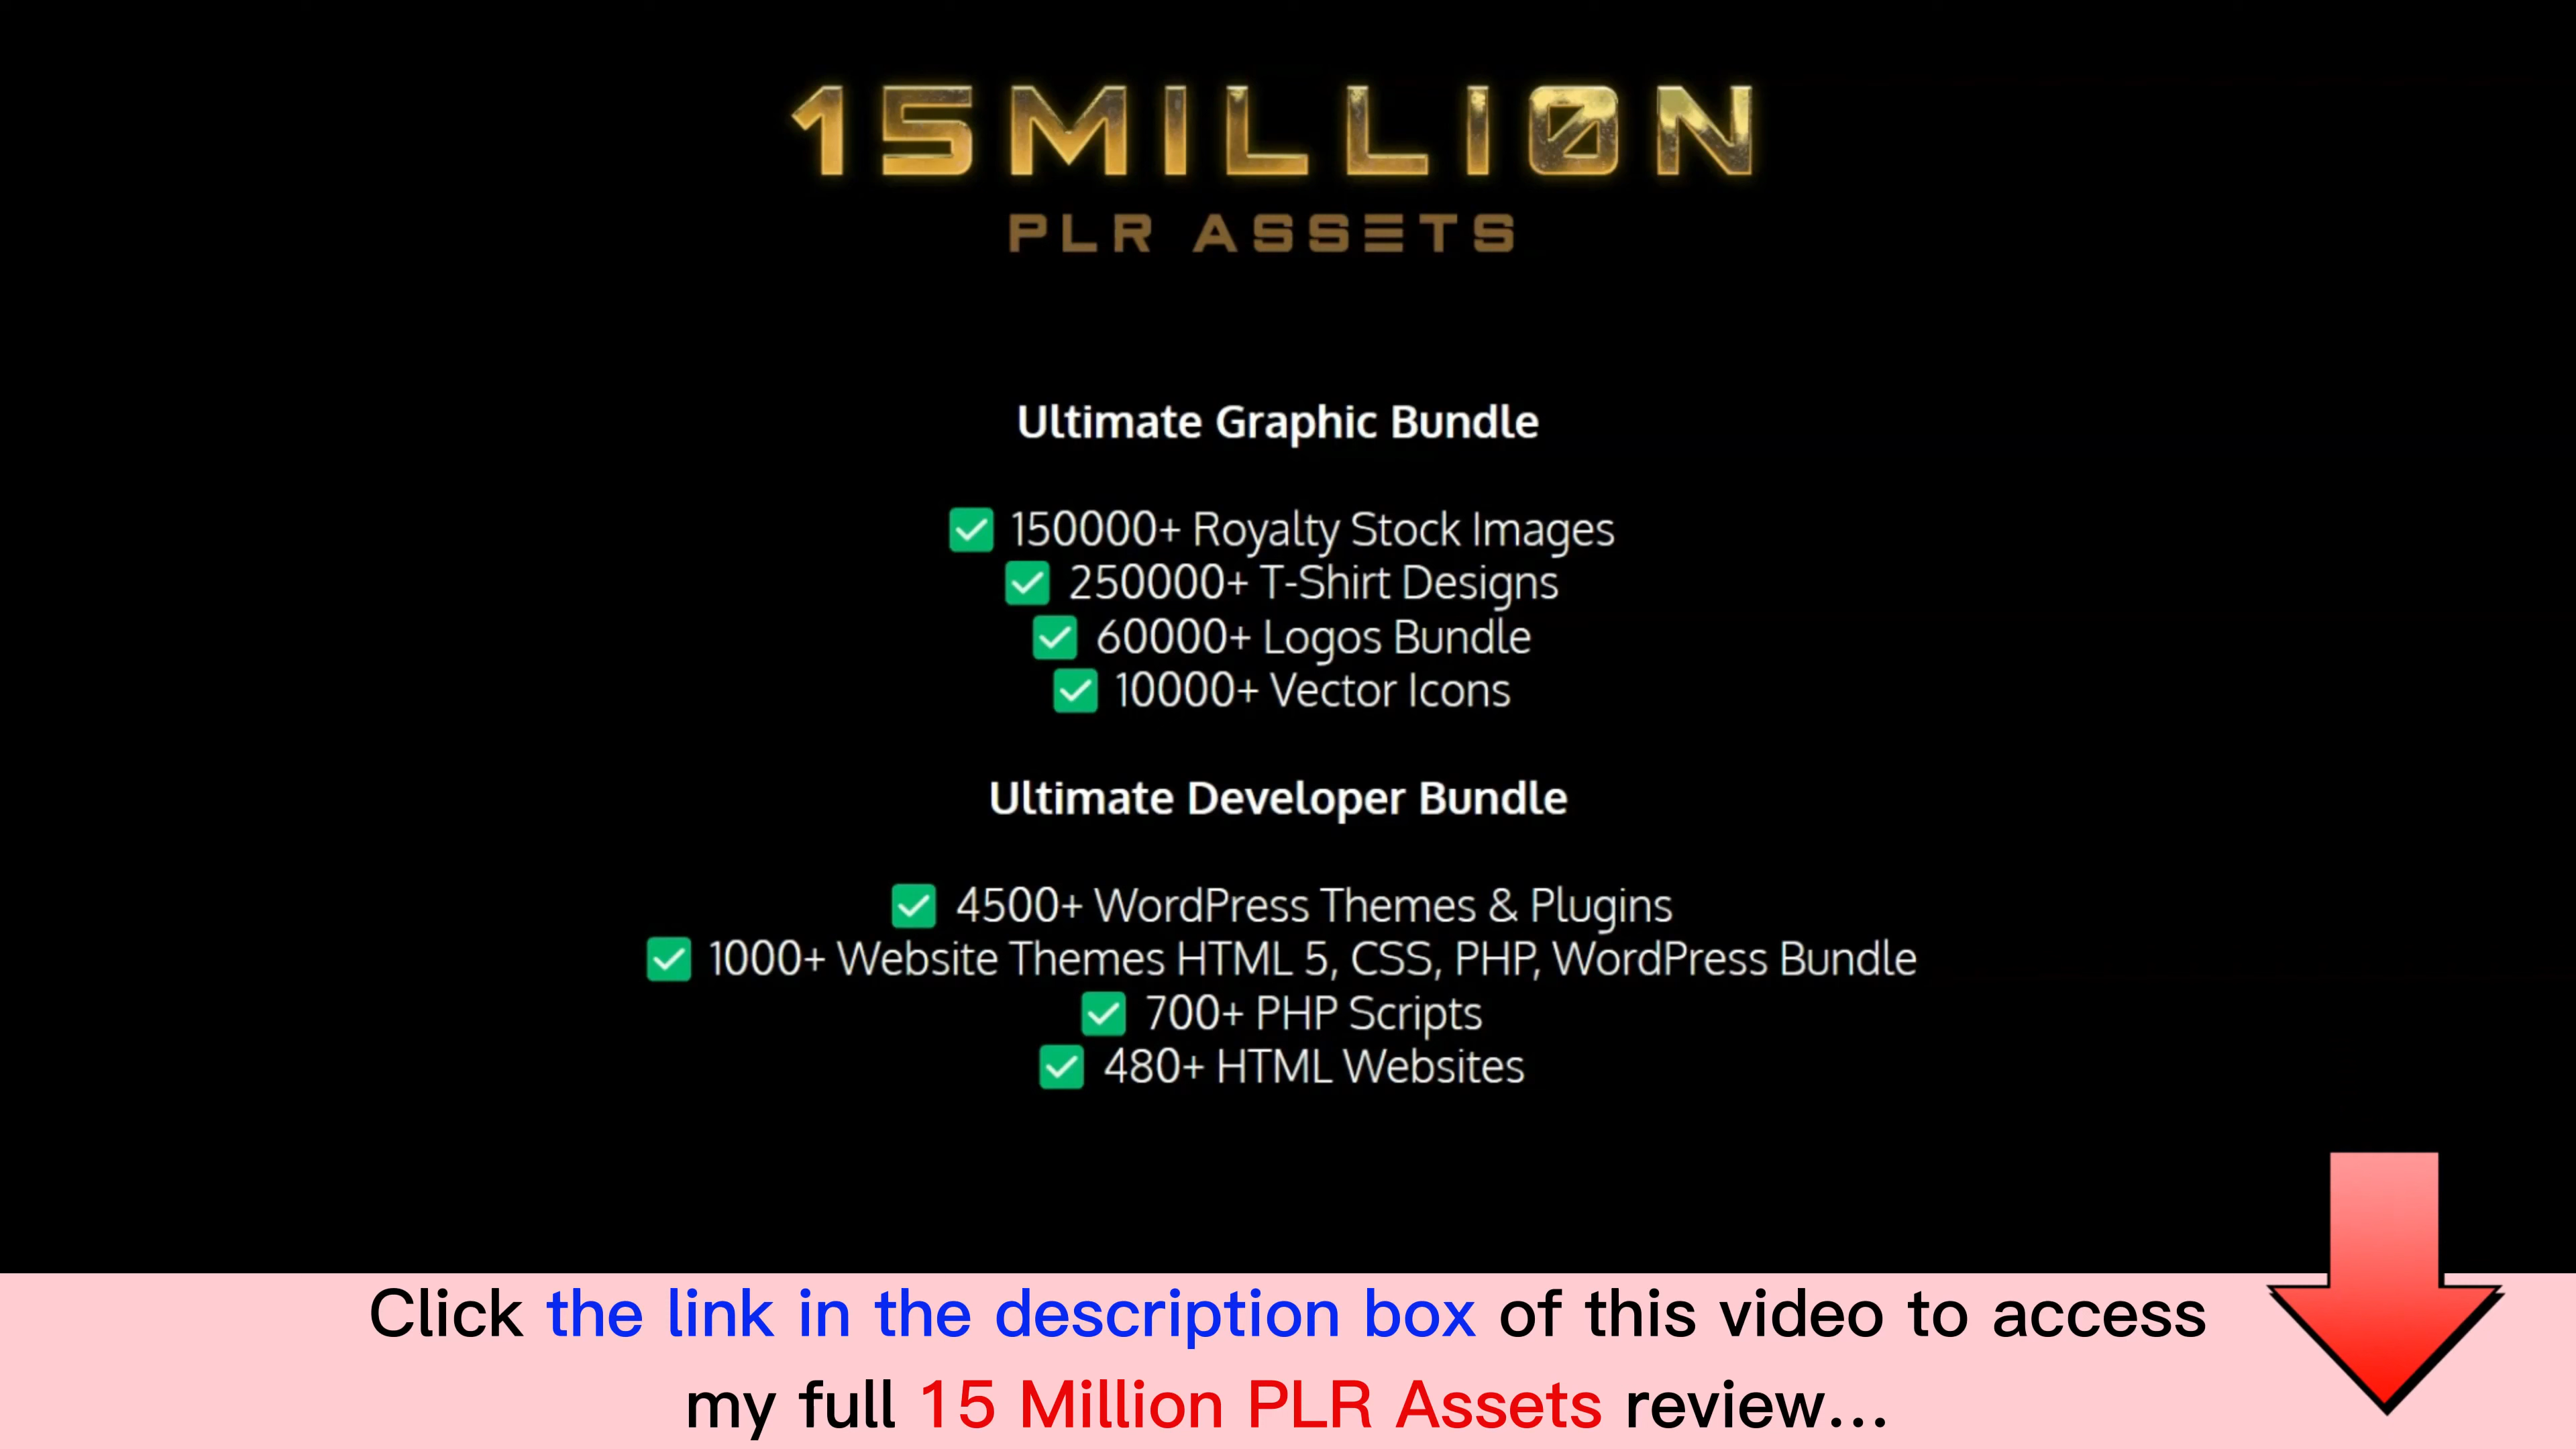 15MILLI0N
PLR ASSETS
Ultimate Graphic Bundle
✅ 150000+ Royalty Stock Images
✅ 250000+ T-Shirt Designs
✅ 60000+ Logos Bundle
✅ 10000+ Vector Icons
Ultimate Developer Bundle
✅ 4500+ WordPress Themes & Plugins
✅ 1000+ Website Themes HTML 5, CSS, PHP, WordPress Bundle
✅ 700+ PHP Scripts
✅ 480+ HTML Websites
Click the link in the description box of this video to access
my full 15 Million PLR Assets review...